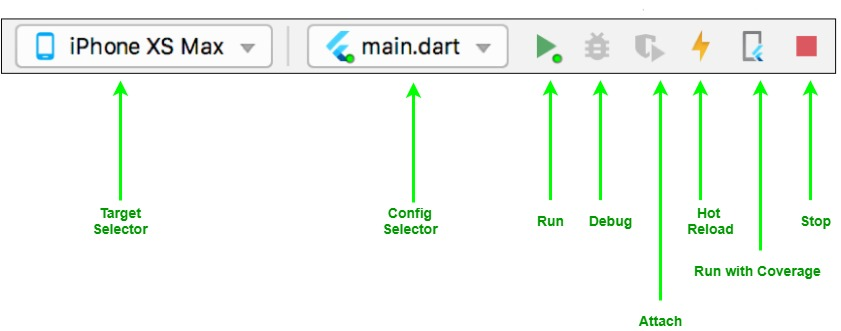 iPhone XS Max
main.dart
Target
Selector
Config
Selector
Run
Debug
Hot
Reload
Stop
Run with Coverage
Attach